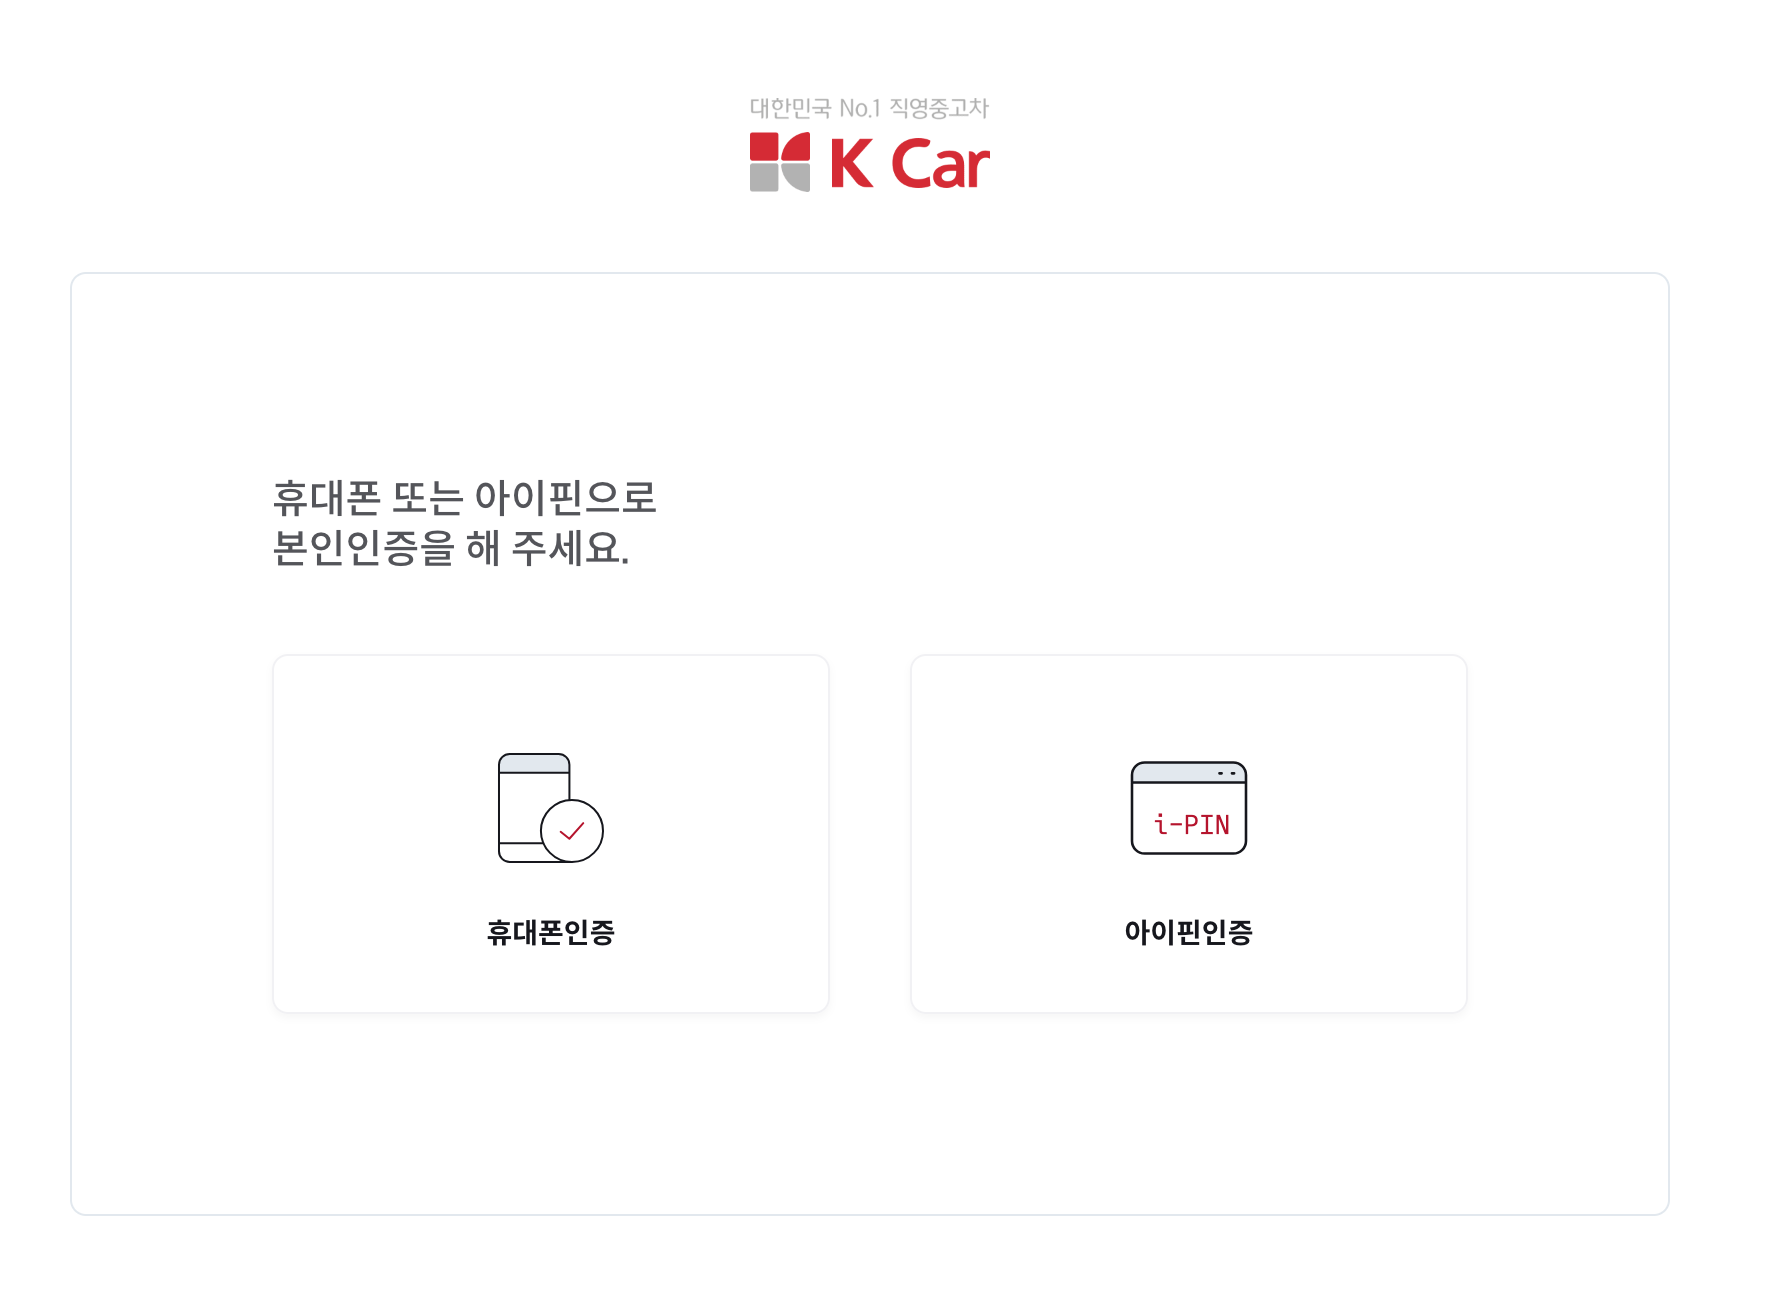 대한민국 No.1 직영중고차
K Car
휴대폰 또는 아이핀으로
본인인증을 해 주세요.
i-PIN
휴대폰인증
아이핀인증